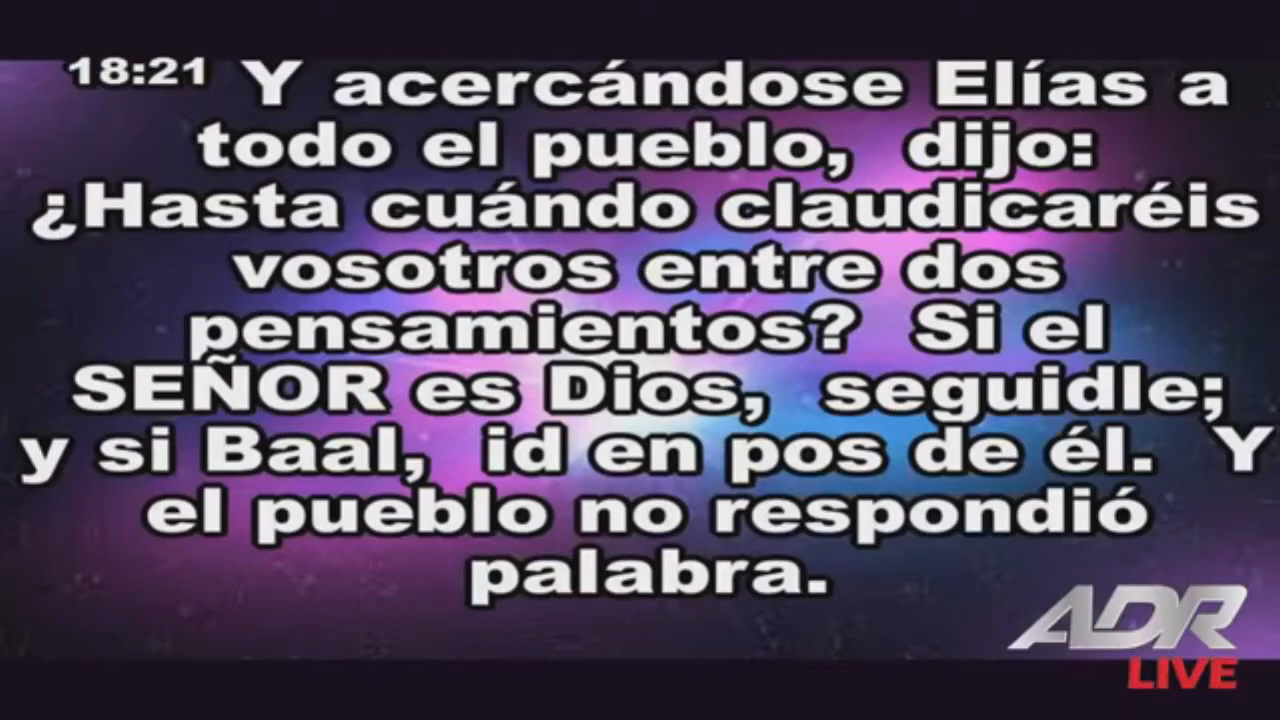 18:21 Y acercándose Elías a
todo el pueblo, dijo:
¿Hasta cuándo claudicaréis
vosotros entre dos
pensamientos? Si el
SEÑOR es Dios, seguidle;
y si Baal, id en pos de él. Y
el pueblo no respondió
palabra.
ADR
LIVE